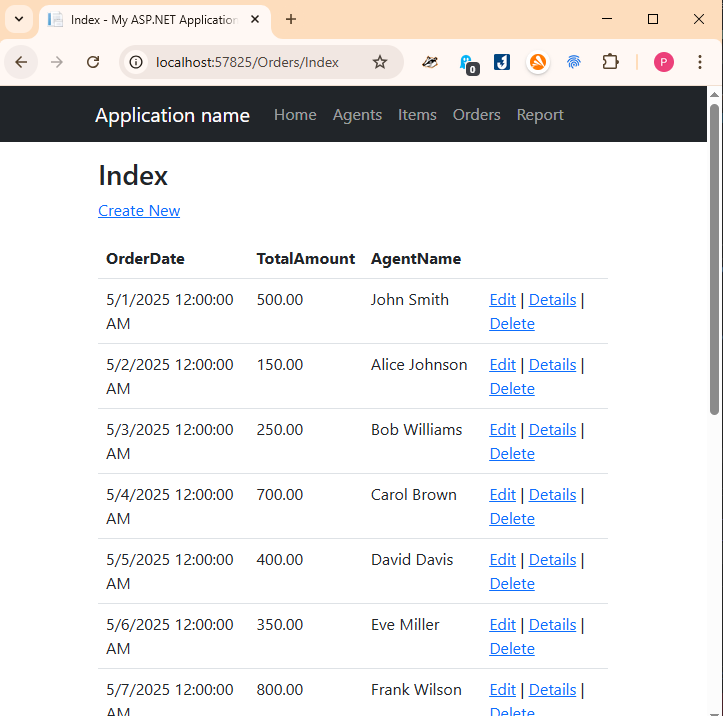 Index - My ASP.NET Application
localhost:57825/Orders/Index
0
P
Application name Home Agents Items Orders Report
Index
Create New
OrderDate TotalAmount AgentName
5/1/2025 12:00:00 500.00 John Smith Edit | Details |
AM Delete
5/2/2025 12:00:00 150.00 Alice Johnson Edit | Details |
AM Delete
5/3/2025 12:00:00 250.00 Bob Williams Edit | Details |
AM Delete
5/4/2025 12:00:00 700.00 Carol Brown Edit | Details |
AM Delete
5/5/2025 12:00:00 400.00 David Davis Edit | Details |
AM Delete
5/6/2025 12:00:00 350.00 Eve Miller Edit | Details |
AM Delete
5/7/2025 12:00:00 800.00 Frank Wilson Edit | Details |
AM Delete